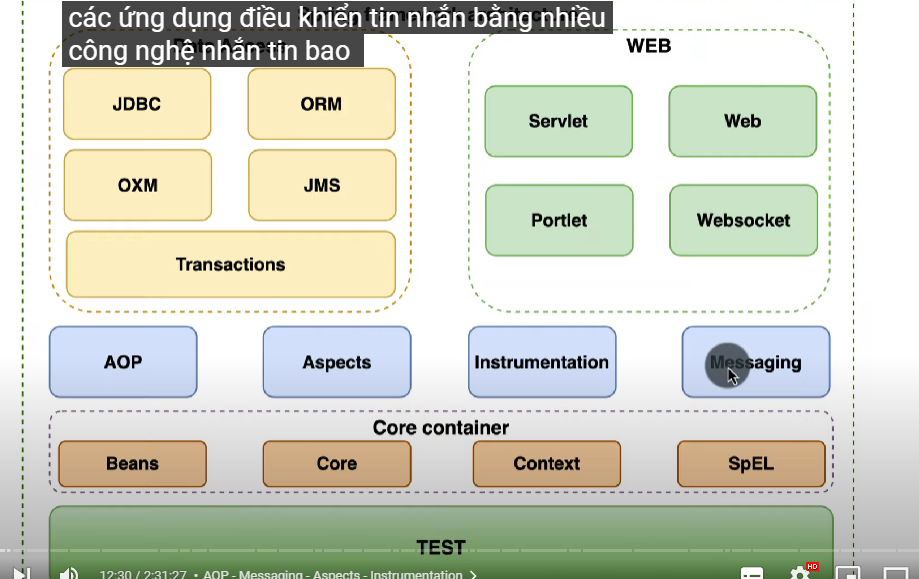 các ứng dụng điều khiển tin nhắn bằng nhiều
công nghệ nhắn tin bao
WEB
JDBC
ORM
Servlet
Web
OXM
JMS
Portlet
Websocket
Transactions
AOP
Aspects
Instrumentation
Messaging
Core container
Beans
Core
Context
SpEL
TEST
12:30 / 2:31:27 • AOP - Messaging - Aspects - Instrumentation
HD